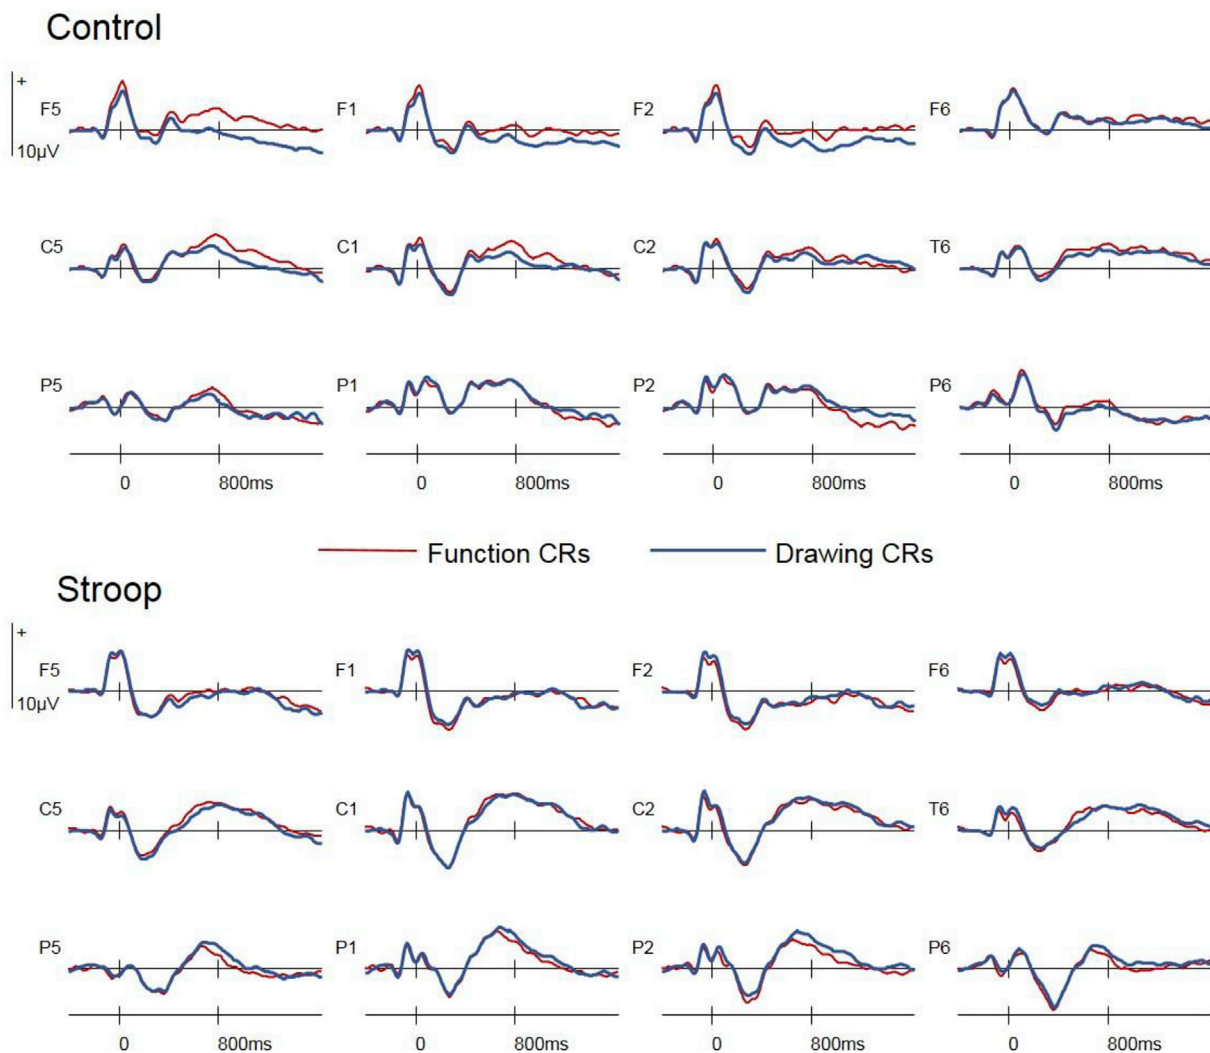 Control
+
F5 F1 F2 F6
10μV
C5 C1 C2 T6
P5 P1 P2 P6
0 800ms 0 800ms 0 800ms 0 800ms
Function CRs Drawing CRs
Stroop
+
F5 F1 F2 F6
10μV
C5 C1 C2 T6
P5 P1 P2 P6
0 800ms 0 800ms 0 800ms 0 800ms